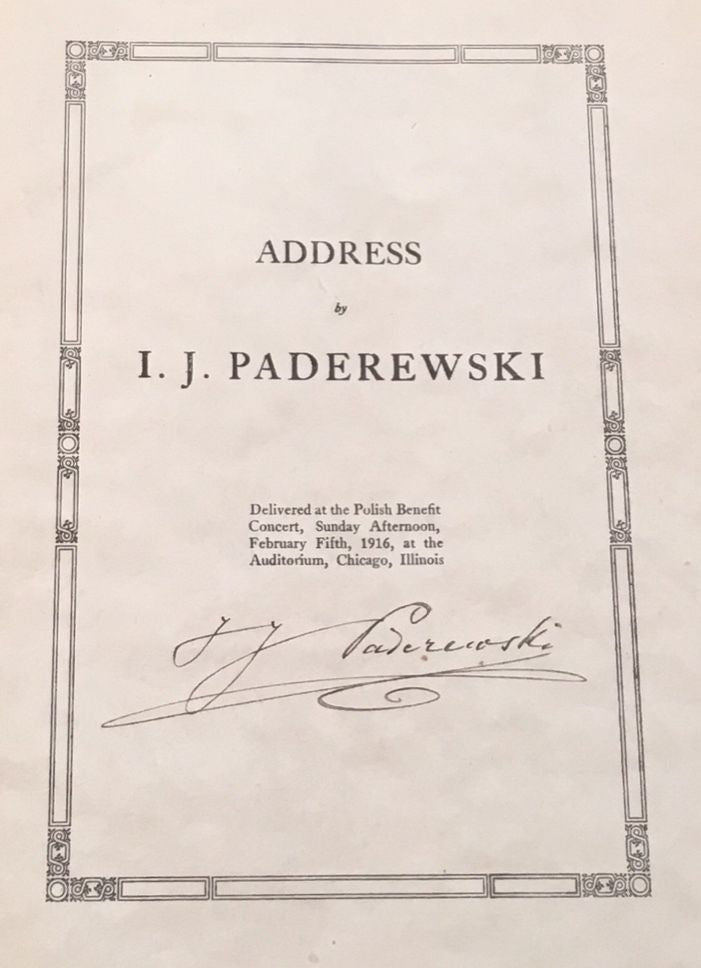 ADDRESS
by
I. J. PADEREWSKI
Delivered at the Polish Benefit
Concert, Sunday Afternoon,
February Fifth, 1916, at the
Auditorium, Chicago, Illinois
I J Paderewski